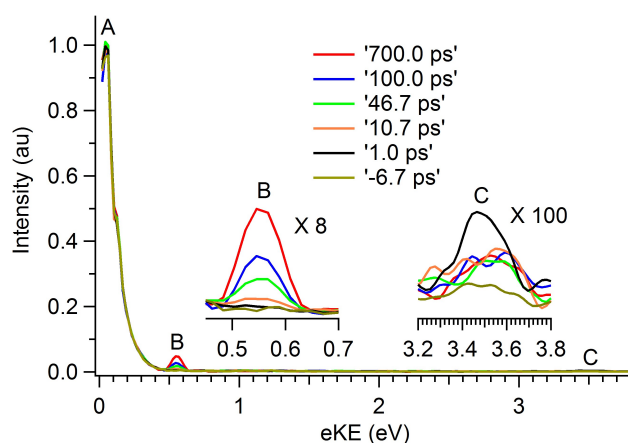 A
1.0
0.8
0.6
0.4
0.2
0.0
Intensity (au)
'700.0 ps'
'100.0 ps'
'46.7 ps'
'10.7 ps'
'1.0 ps'
'-6.7 ps'
B
X 8
C
X 100
0.5 0.6 0.7
3.2 3.4 3.6 3.8
B
C
0 1 2 3
eKE (eV)